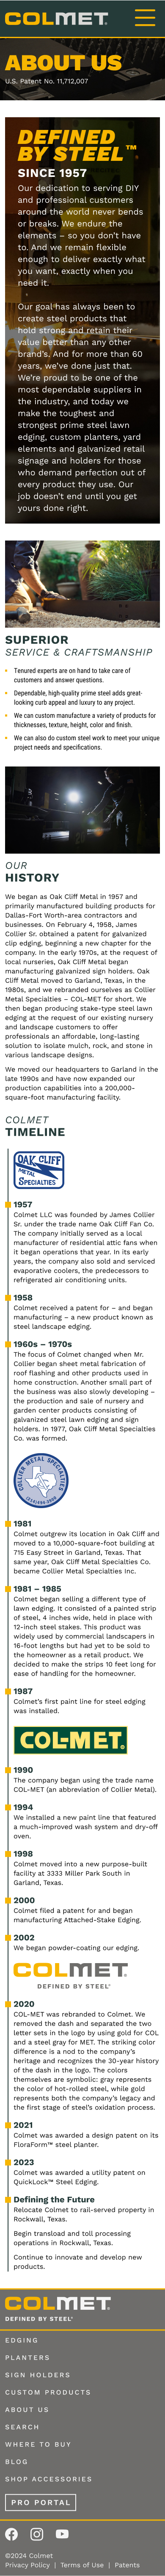 COLMET
ABOUT US
U.S. Patent No. 11,712,007
DEFINED
BY STEEL™
SINCE 1957
Our dedication to serving DIY
and professional customers
around the world never bends
or breaks. We endure the
elements – so you don't have
to. And we remain flexible
enough to deliver exactly what
you want, exactly when you
need it.
Our goal has always been to
create steel products that
hold strong and retain their
value better than any other
brand's. And for more than 60
years, we've done just that.
We're proud to be one of the
most dependable suppliers in
the industry, and today we
make the toughest and
strongest prime steel lawn
edging, custom planters, yard
elements and galvanized retail
signage and holders for those
who demand perfection out of
every product they use. Our
job doesn't end until you get
yours done right.
SUPERIOR
SERVICE & CRAFTSMANSHIP
Tenured experts are on hand to take care of
customers and answer questions.
Dependable, high-quality prime steel adds great-
looking curb appeal and luxury to any project.
We can custom manufacture a variety of products for
thicknesses, texture, height, color and finish.
We can also do custom steel work to meet your unique
project needs and specifications.
OUR
HISTORY
We began as Oak Cliff Metal in 1957 and
primarily manufactured building products for
Dallas-Fort Worth-area contractors and
businesses. On February 4, 1958, James
Collier Sr. obtained a patent for a galvanized
clip edging, beginning a new chapter for the
company. In the early 1970s, at the request of
local nurseries, Oak Cliff Metal began
manufacturing galvanized sign holders. Oak
Cliff Metal moved to Garland, Texas, in the
1980s, and we rebranded ourselves as Collier
Metal Specialties – COL-MET for short. We
then began producing stake-type steel lawn
edging at the request of our existing nursery
and landscape customers to offer
professionals an affordable, long-lasting
solution to isolate mulch, rock, and stone in
various landscape designs.
We moved our headquarters to Garland in the
late 1990s and have now expanded our
production capabilities into a 200,000-
square-foot manufacturing facility.
COLMET
TIMELINE
OAK CLIFF
METAL
SPECIALTIES.
1957
Colmet LLC was founded by James Collier
Sr. under the trade name Oak Cliff Fan Co.
The company initially served as a local
manufacturer of residential attic fans when
it began operations that year. In its early
years, the company also sold and serviced
evaporative coolers, the predecessors to
refrigerated air conditioning units.
1958
Colmet received a patent for – and began
manufacturing – a new product known as
steel landscape edging.
1960s – 1970s
The focus of Colmet changed when Mr.
Collier began sheet metal fabrication of
roof flashing and other products used in
home construction. Another small part of
the business was also slowly developing –
the production and sale of nursery and
garden center products consisting of
galvanized steel lawn edging and sign
holders. In 1977, Oak Cliff Metal Specialties
Co. was formed.
COLLIER METAL SPECIALTIES
1981
Colmet outgrew its location in Oak Cliff and
moved to a 10,000-square-foot building at
715 Easy Street in Garland, Texas. That
same year, Oak Cliff Metal Specialties Co.
became Collier Metal Specialties Inc.
1981 – 1985
Colmet began selling a different type of
lawn edging. It consisted of a painted strip
of steel, 4 inches wide, held in place with
12-inch steel stakes. This product was
widely used by commercial landscapers in
16-foot lengths but had yet to be sold to
the homeowner as a retail product. We
decided to make the strips 10 feet long for
ease of handling for the homeowner.
1987
Colmet's first paint line for steel edging
was installed.
COL-MET®
1990
The company began using the trade name
COL-MET (an abbreviation of Collier Metal).
1994
We installed a new paint line that featured
a much-improved wash system and dry-off
oven.
1998
Colmet moved into a new purpose-built
facility at 3333 Miller Park South in
Garland, Texas.
2000
Colmet filed a patent for and began
manufacturing Attached-Stake Edging.
2002
We began powder-coating our edging.
COLMET
DEFINED BY STEEL™
2020
COL-MET was rebranded to Colmet. We
removed the dash and separated the two
letter sets in the logo by using gold for COL
and a steel gray for MET. The striking color
difference is a nod to the company's
heritage and recognizes the 30-year history
of the dash in the logo. The colors
themselves are symbolic: gray represents
the color of hot-rolled steel, while gold
represents both the company's legacy and
the first stage of steel's oxidation process.
2021
Colmet was awarded a design patent on its
FloraForm™ steel planter.
2023
Colmet was awarded a utility patent on
QuickLock™ Steel Edging.
Defining the Future
Relocate Colmet to rail-served property in
Rockwall, Texas.
Begin transload and toll processing
operations in Rockwall, Texas.
Continue to innovate and develop new
products.
COLMET
DEFINED BY STEEL™
EDGING
PLANTERS
SIGN HOLDERS
CUSTOM PRODUCTS
ABOUT US
SEARCH
WHERE TO BUY
BLOG
SHOP ACCESSORIES
PRO PORTAL
©2024 Colmet
Privacy Policy | Terms of Use | Patents